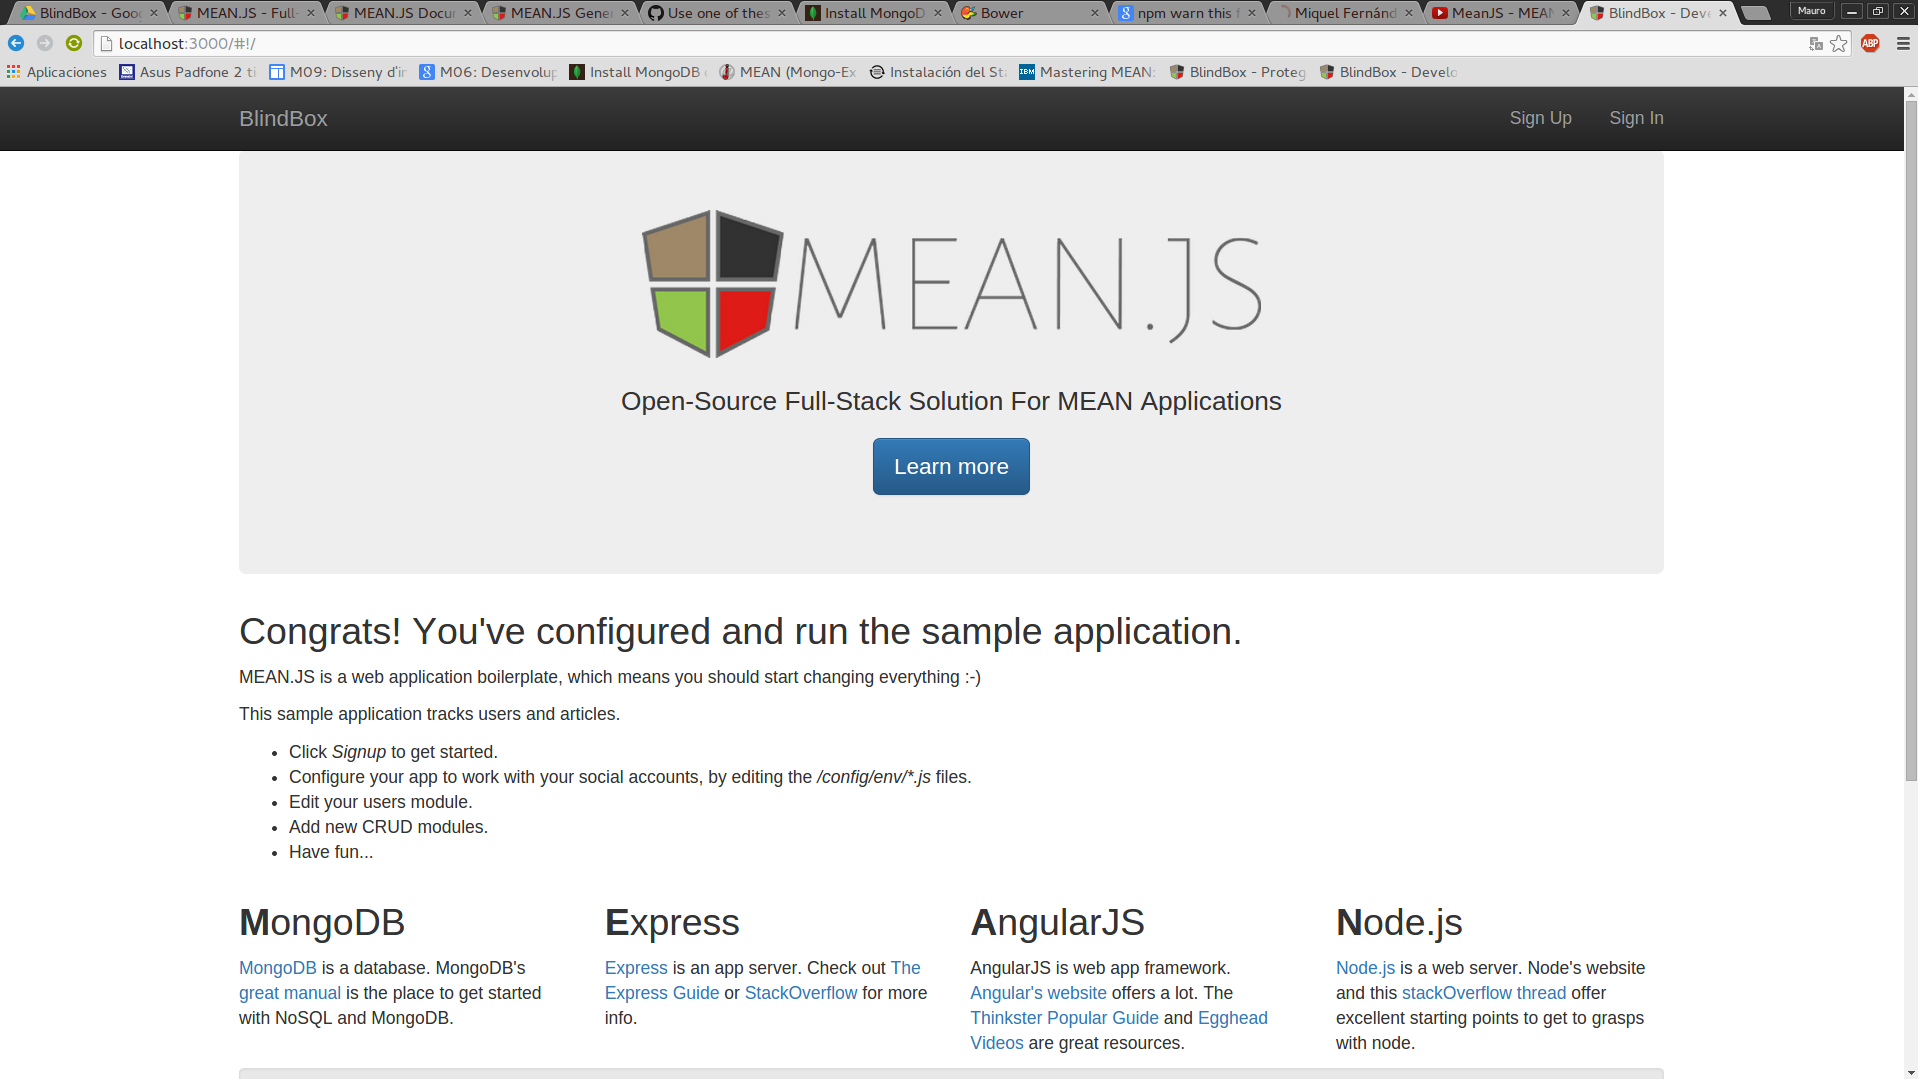 BlindBox - Goog
MEAN.JS - Full-
MEAN.JS Docu
MEAN.JS Gene
Use one of thes
Install MongoD
Bower
npm warn this f
Miquel Fernánd
MeanJS - MEAN
BlindBox - Deve
Mauro
localhost:3000/#!/
ABP
Aplicaciones
Asus Padfone 2 ti
M09: Disseny d'in
M06: Desenvolup
Install MongoDB
MEAN (Mongo-Ex
Instalación del Sta
IBM
Mastering MEAN:
BlindBox - Proteg
BlindBox - Develo
BlindBox
Sign Up
Sign In
MEAN.JS
Open-Source Full-Stack Solution For MEAN Applications
Learn more
Congrats! You've configured and run the sample application.
MEAN.JS is a web application boilerplate, which means you should start changing everything :-)
This sample application tracks users and articles.
• Click Signup to get started.
• Configure your app to work with your social accounts, by editing the /config/env/*.js files.
• Edit your users module.
• Add new CRUD modules.
• Have fun...
MongoDB
MongoDB is a database. MongoDB's
great manual is the place to get started
with NoSQL and MongoDB.
Express
Express is an app server. Check out The
Express Guide or StackOverflow for more
info.
AngularJS
AngularJS is web app framework.
Angular's website offers a lot. The
Thinkster Popular Guide and Egghead
Videos are great resources.
Node.js
Node.js is a web server. Node's website
and this stackOverflow thread offer
excellent starting points to get to grasps
with node.